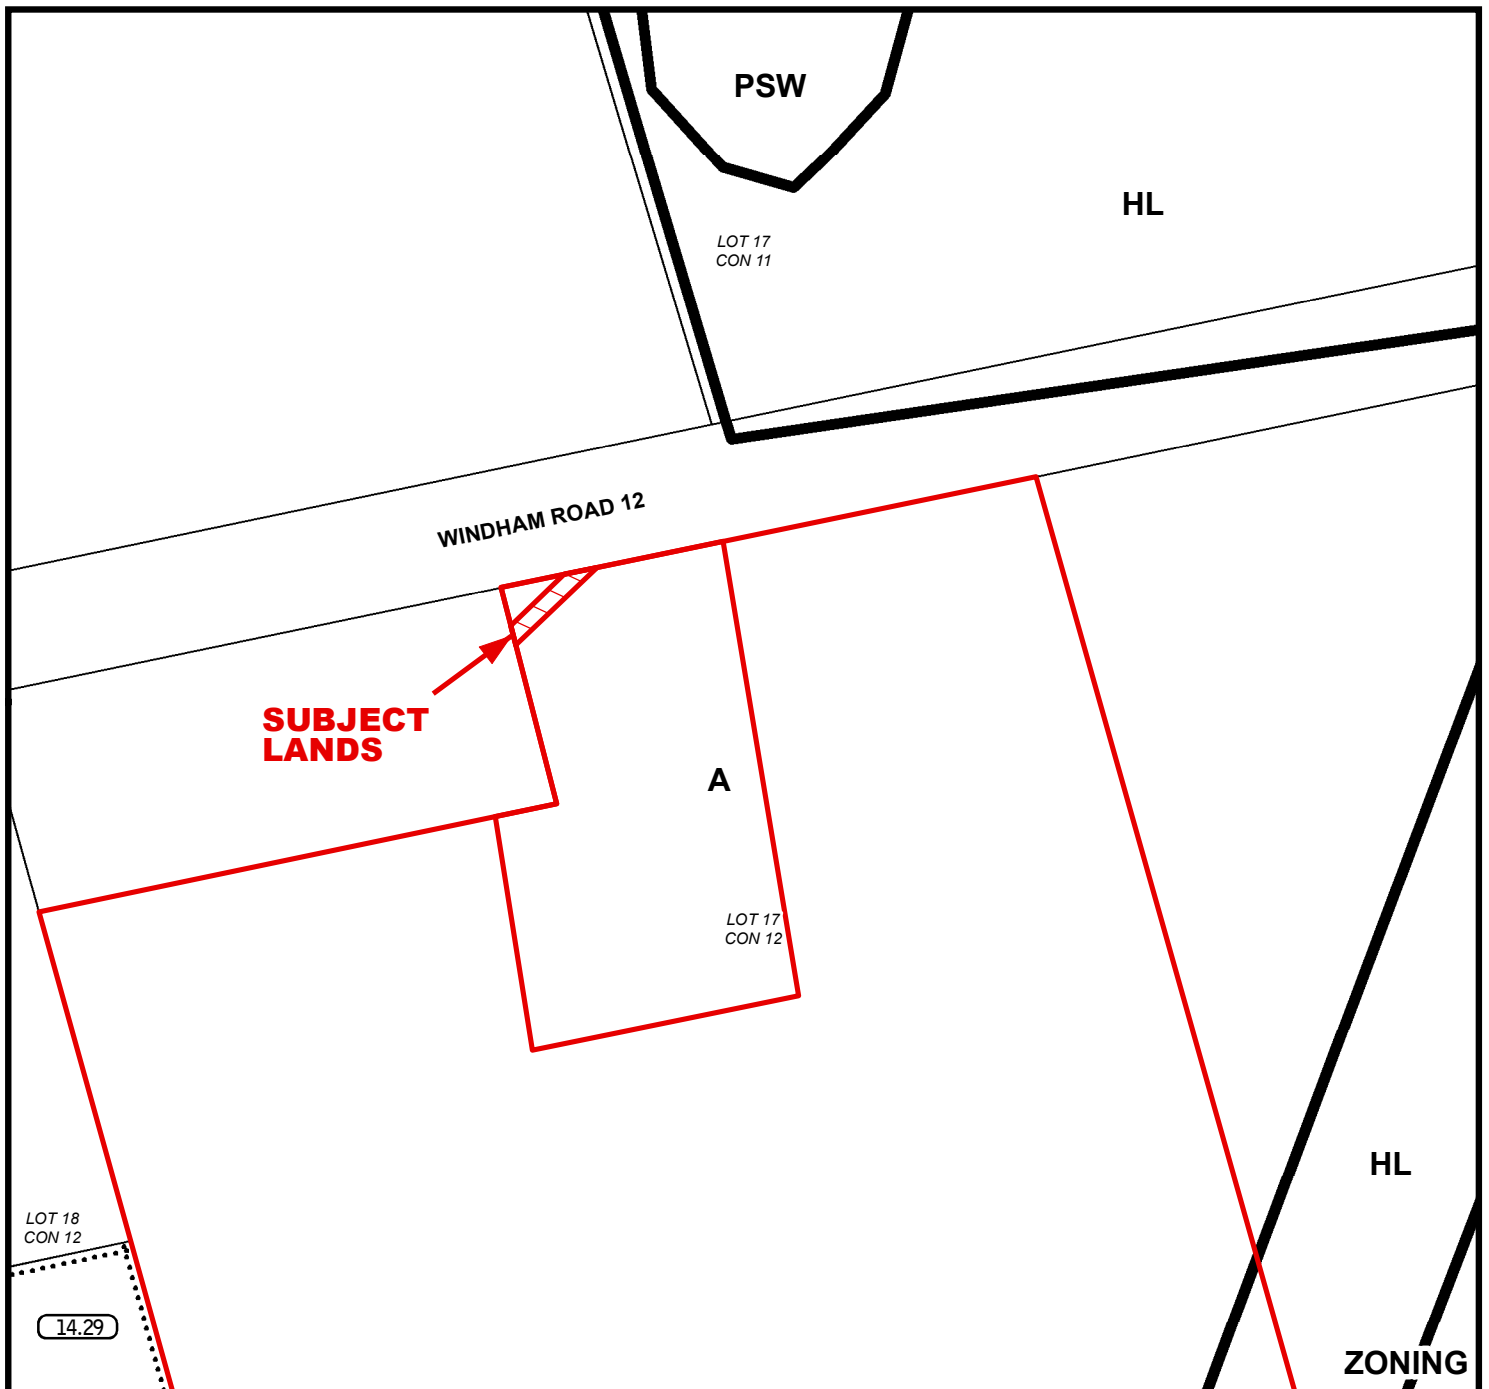 PSW
HL
LOT 17
CON 11
WINDHAM ROAD 12
SUBJECT
LANDS
A
LOT 17
CON 12
HL
LOT 18
CON 12
14.29
ZONING